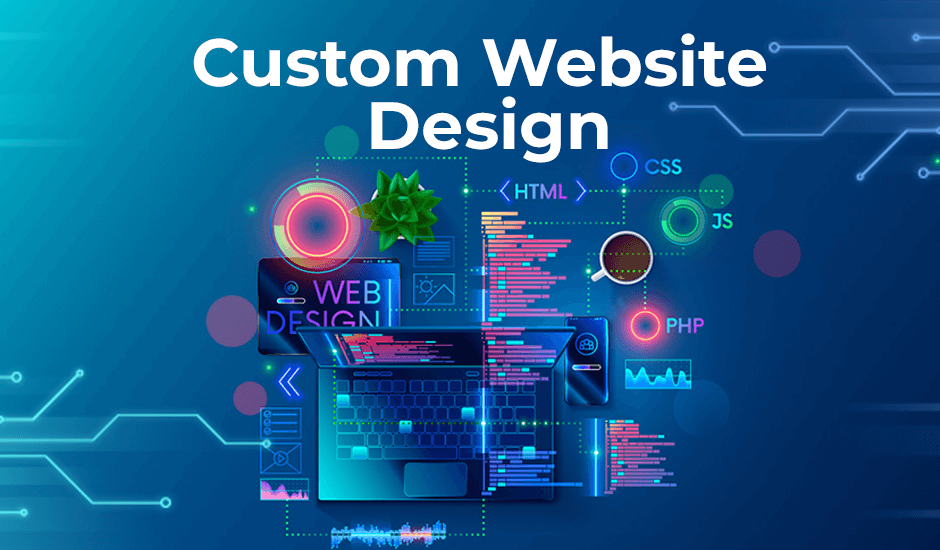 Custom Website
Design
CSS
HTML
JS
WEB
DESIGN
PHP